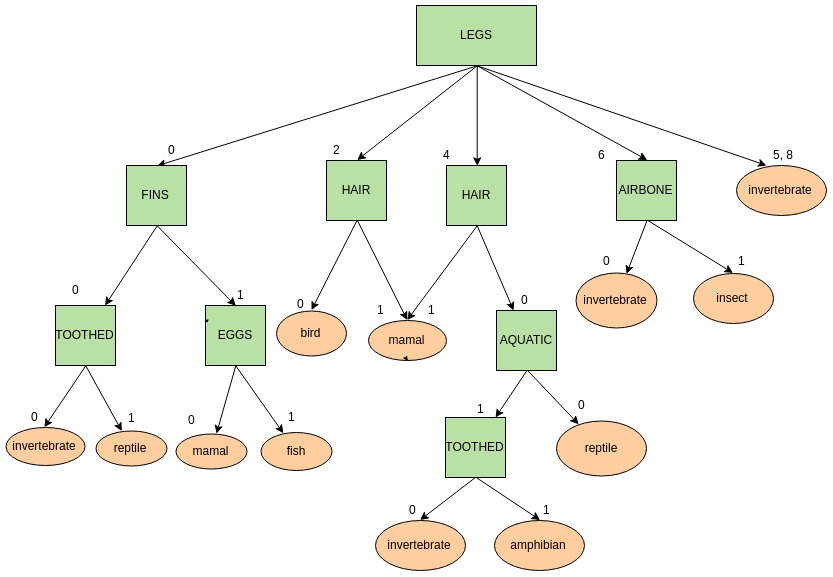 LEGS
0
2
4
6
5, 8
FINS
HAIR
HAIR
AIRBONE
invertebrate
0
1
0
1
1
0
0
1
TOOTHED
EGGS
bird
mamal
AQUATIC
invertebrate
insect
0
1
0
1
1
0
invertebrate
reptile
mamal
fish
TOOTHED
reptile
0
1
invertebrate
amphibian